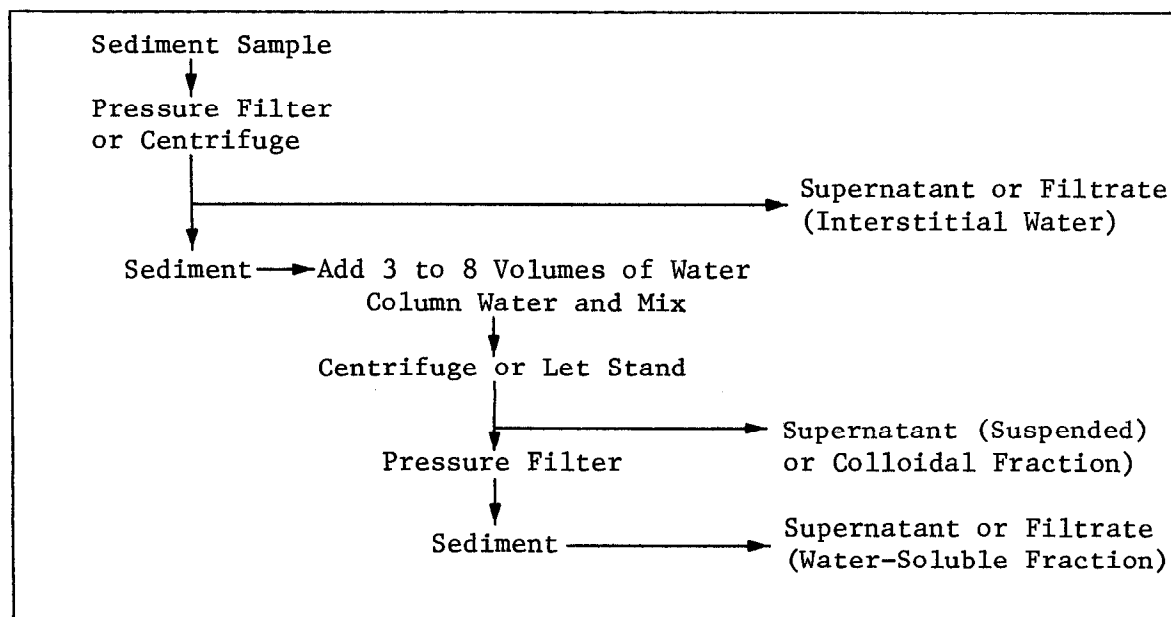 Sediment Sample
Pressure Filter
or Centrifuge
Supernatant or Filtrate
(Interstitial Water)
Sediment
Add 3 to 8 Volumes of Water
Column Water and Mix
Centrifuge or Let Stand
Supernatant (Suspended)
or Colloidal Fraction)
Pressure Filter
Sediment
Supernatant or Filtrate
(Water-Soluble Fraction)